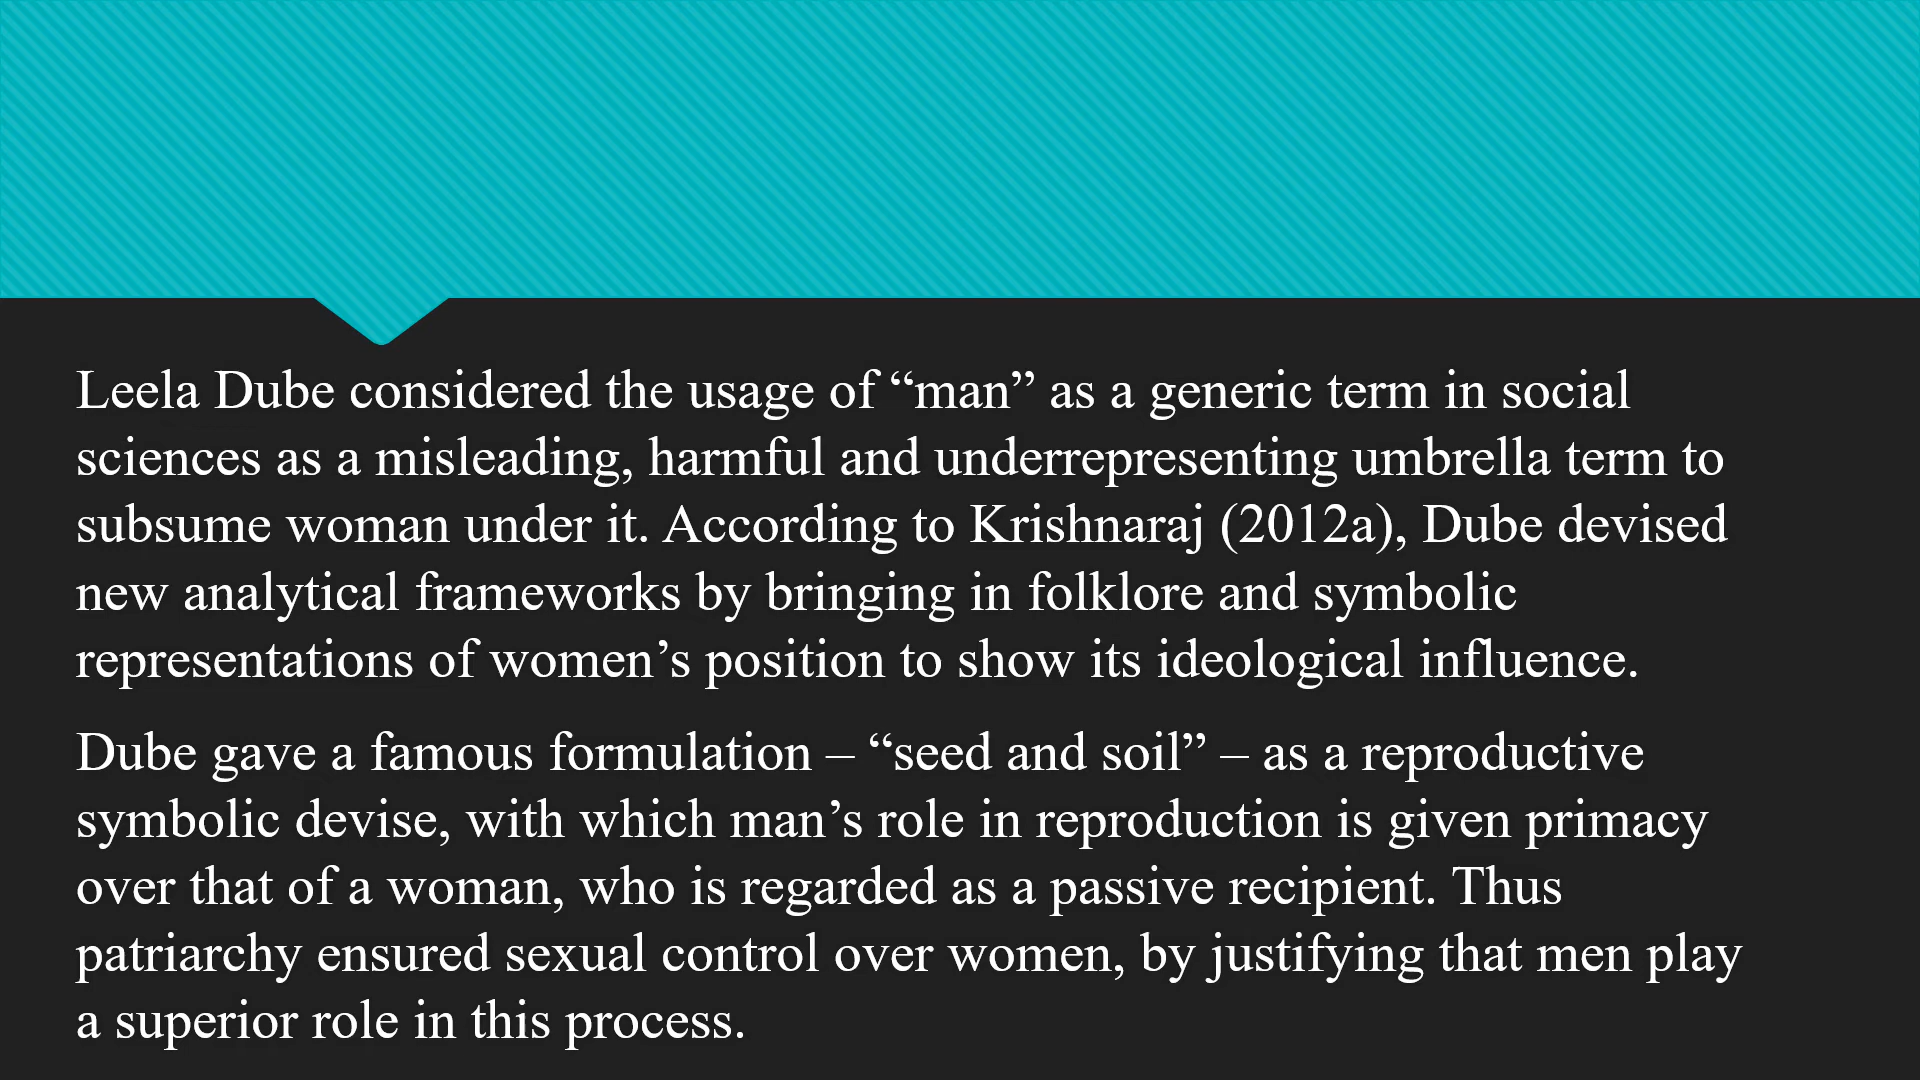 Leela Dube considered the usage of “man” as a generic term in social
sciences as a misleading, harmful and underrepresenting umbrella term to
subsume woman under it. According to Krishnaraj (2012a), Dube devised
new analytical frameworks by bringing in folklore and symbolic
representations of women’s position to show its ideological influence.
Dube gave a famous formulation – “seed and soil” – as a reproductive
symbolic devise, with which man’s role in reproduction is given primacy
over that of a woman, who is regarded as a passive recipient. Thus
patriarchy ensured sexual control over women, by justifying that men play
a superior role in this process.